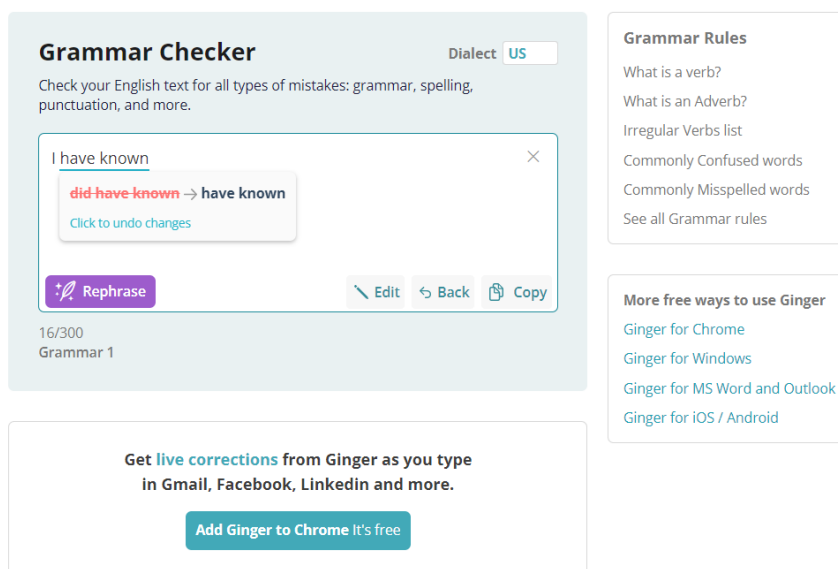 Grammar Checker
Dialect US
Check your English text for all types of mistakes: grammar, spelling,
punctuation, and more.
I have known
did have known → have known
Click to undo changes
Rephrase
Edit
Back
Copy
16/300
Grammar 1
Get live corrections from Ginger as you type
in Gmail, Facebook, Linkedin and more.
Add Ginger to Chrome It's free
Grammar Rules
What is a verb?
What is an Adverb?
Irregular Verbs list
Commonly Confused words
Commonly Misspelled words
See all Grammar rules
More free ways to use Ginger
Ginger for Chrome
Ginger for Windows
Ginger for MS Word and Outlook
Ginger for iOS / Android